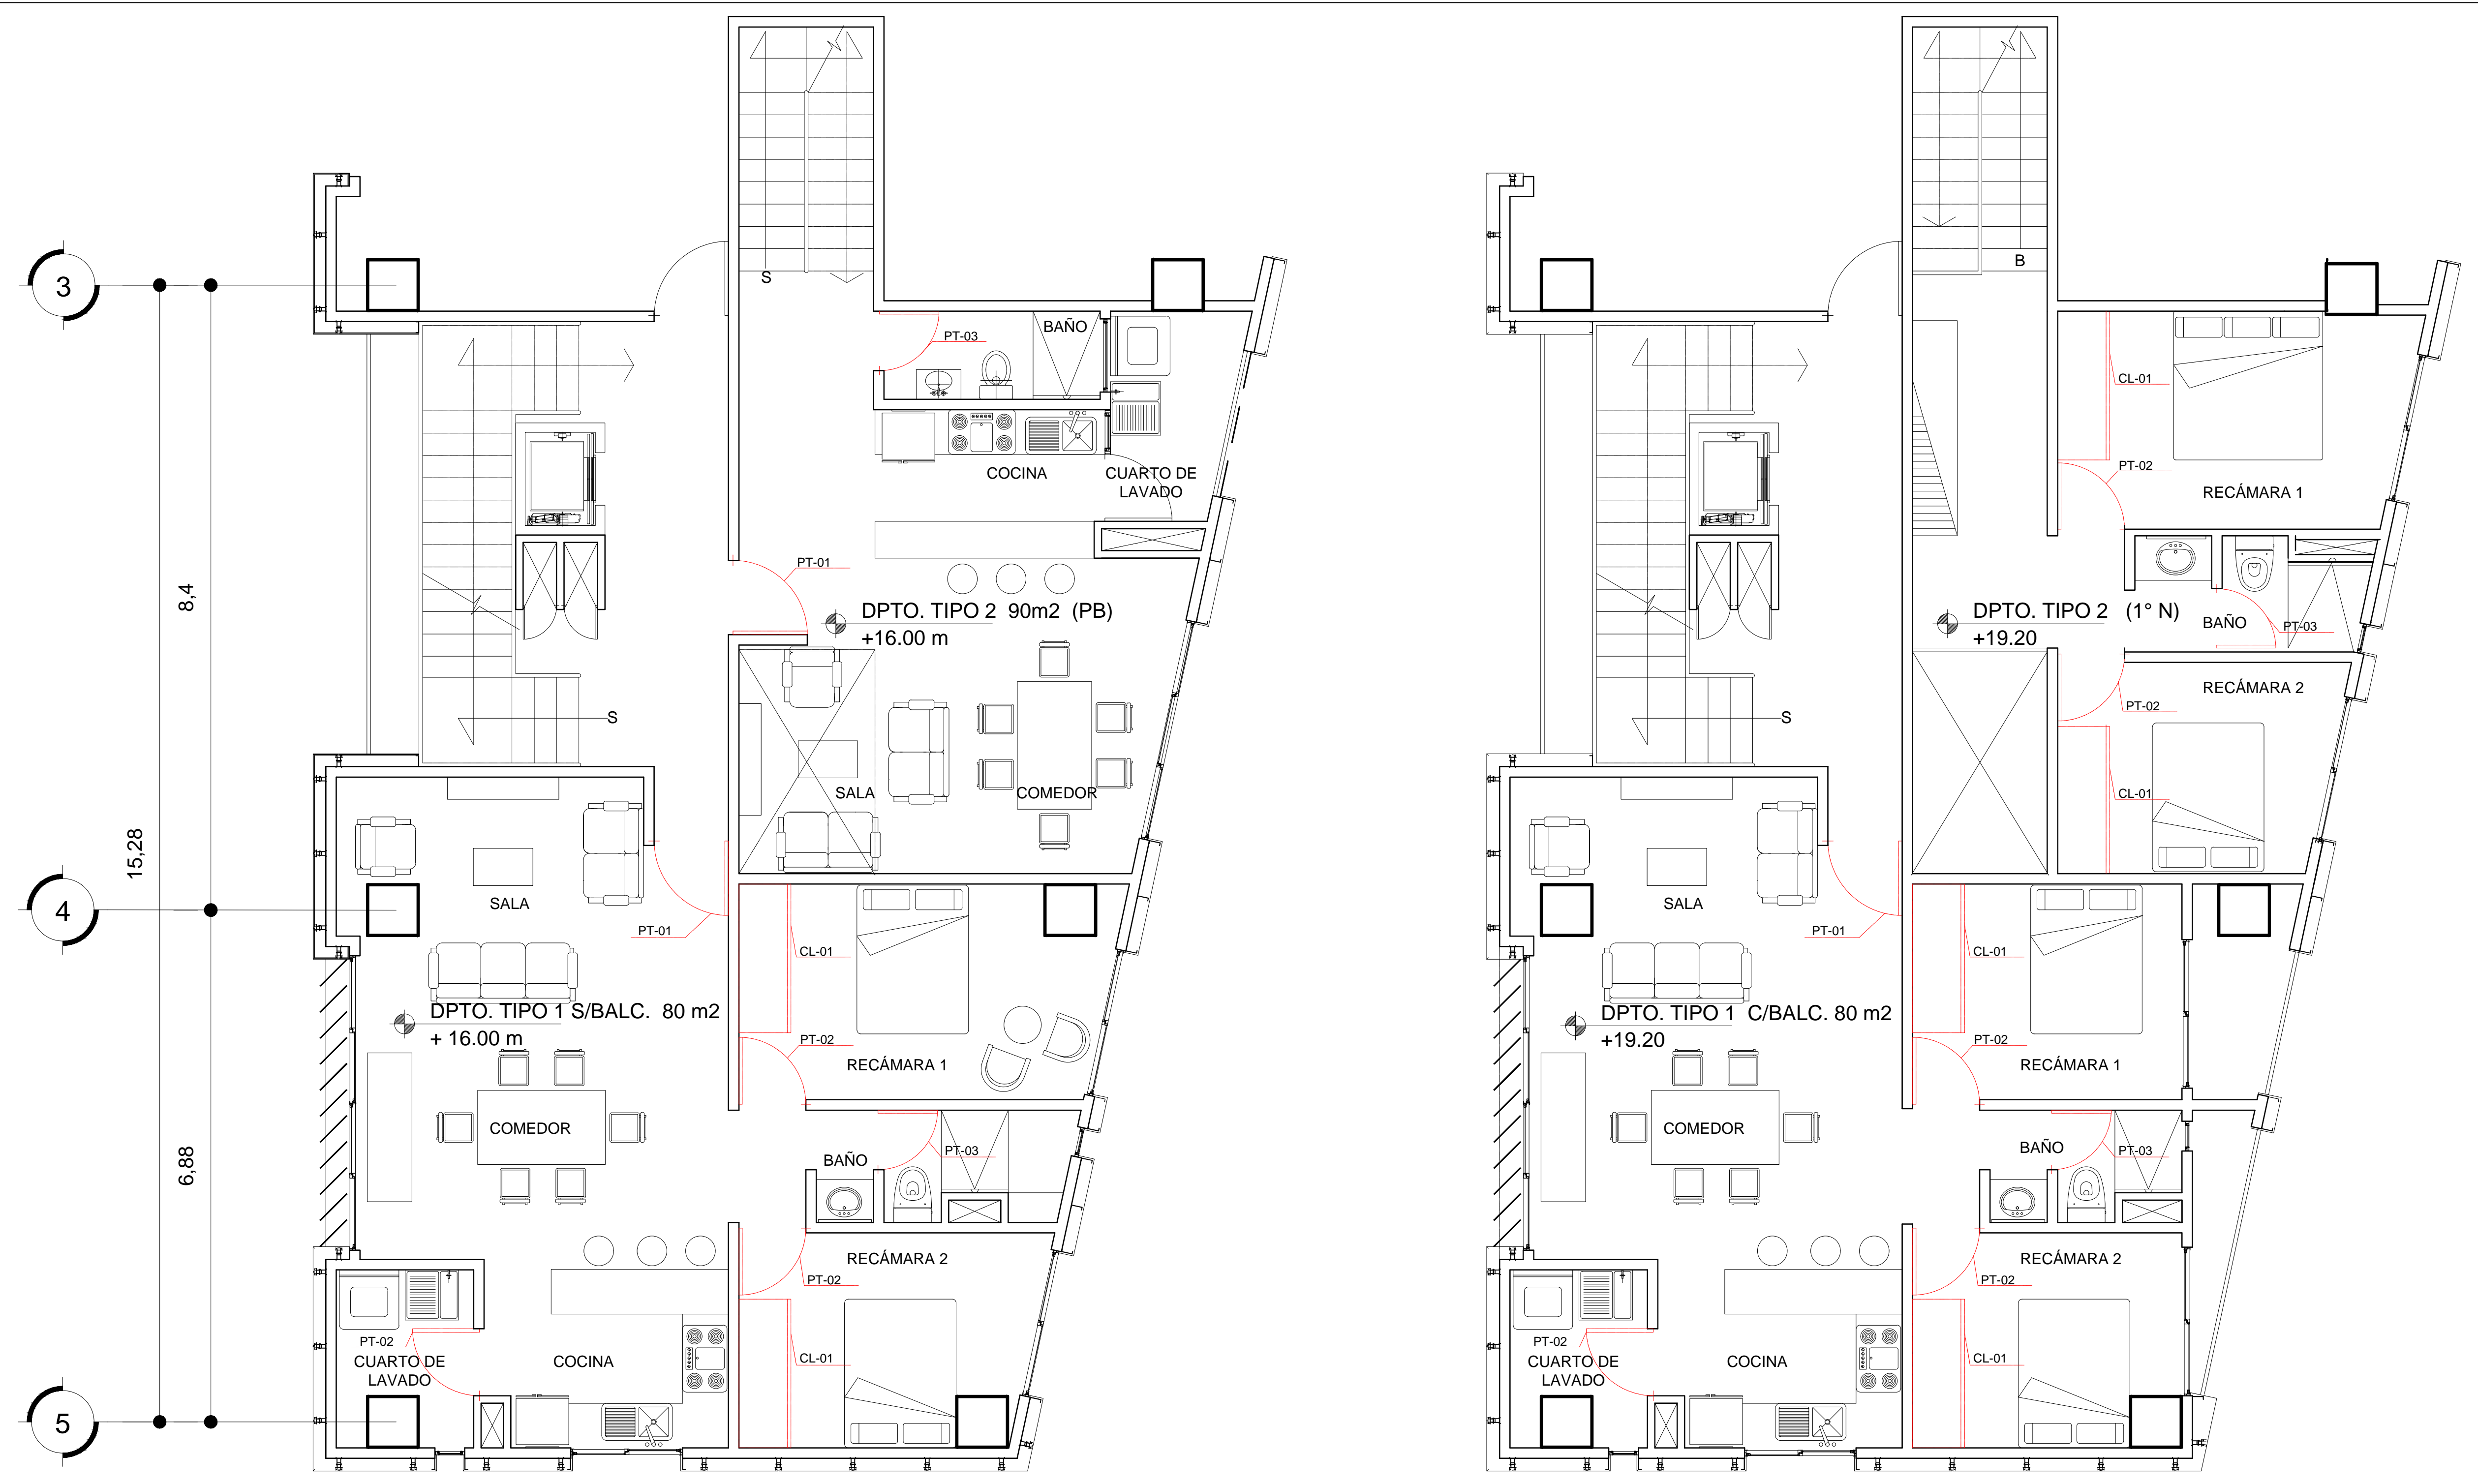 3
4
5
8,4
15,28
6,88
S
PT-03
BAÑO
COCINA
CUARTO DE
LAVADO
PT-01
DPTO. TIPO 2 90m2 (PB)
+16.00 m
S
SALA
COMEDOR
SALA
PT-01
CL-01
DPTO. TIPO 1 S/BALC. 80 m2
+ 16.00 m
PT-02
RECÁMARA 1
COMEDOR
BAÑO
PT-03
RECÁMARA 2
PT-02
PT-02
CUARTO DE
LAVADO
COCINA
CL-01
B
CL-01
PT-02
RECÁMARA 1
DPTO. TIPO 2 (1° N)
+19.20
BAÑO
PT-03
RECÁMARA 2
PT-02
S
CL-01
SALA
PT-01
CL-01
DPTO. TIPO 1 C/BALC. 80 m2
+19.20
PT-02
RECÁMARA 1
COMEDOR
BAÑO
PT-03
RECÁMARA 2
PT-02
PT-02
CUARTO DE
LAVADO
COCINA
CL-01